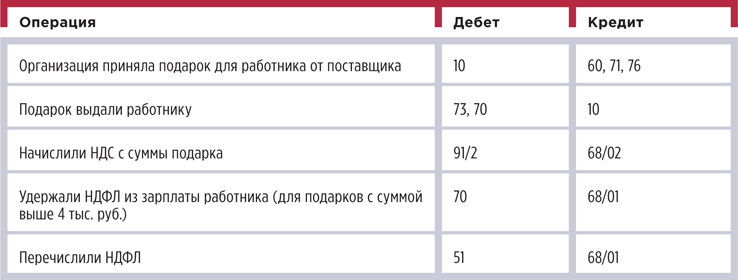 Операция Дебет Кредит
Организация приняла подарок для работника от поставщика 10 60, 71, 76
Подарок выдали работнику 73, 70 10
Начислили НДС с суммы подарка 91/2 68/02
Удержали НДФЛ из зарплаты работника (для подарков с суммой
выше 4 тыс. руб.) 70 68/01
Перечислили НДФЛ 51 68/01